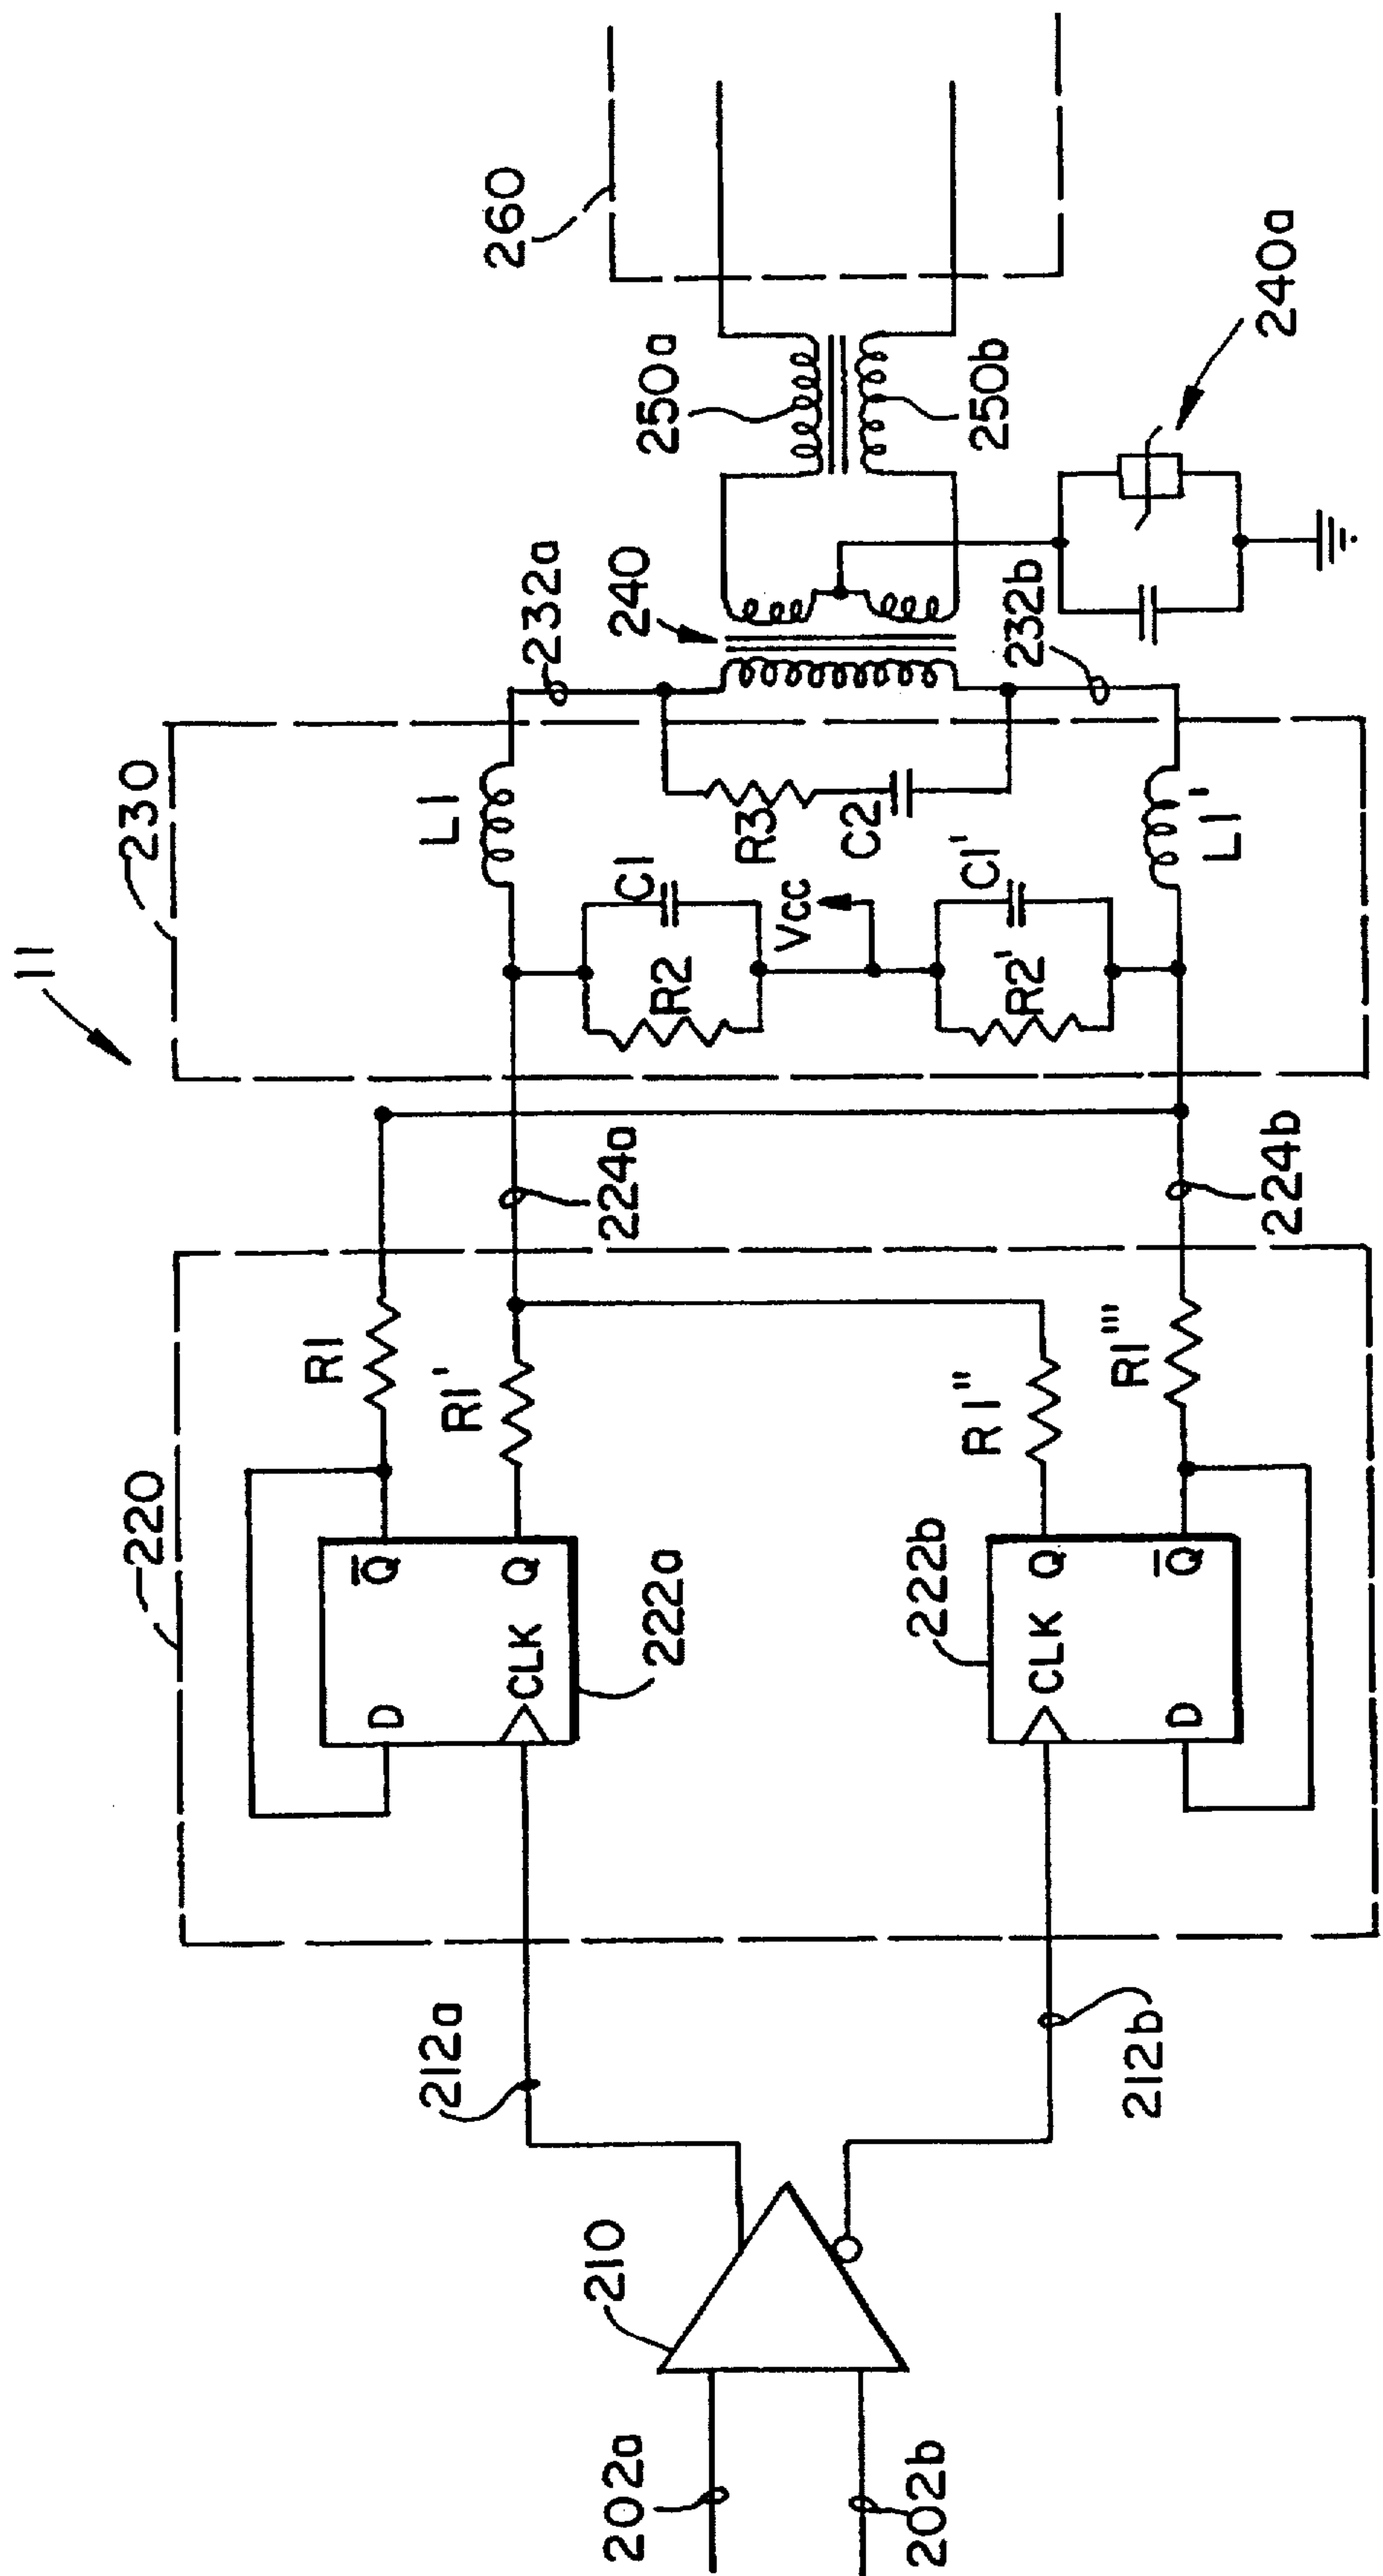 11
202a
202b
210
212a
212b
220
D
Q̅
CLK
Q
222a
222b
CLK
Q
D
Q̅
R1
R1'
R1''
R1'''
224a
224b
230
L1
C1
R2
Vcc
R3
C2
C1'
R2'
L1'
232a
240
232b
250a
250b
240a
260